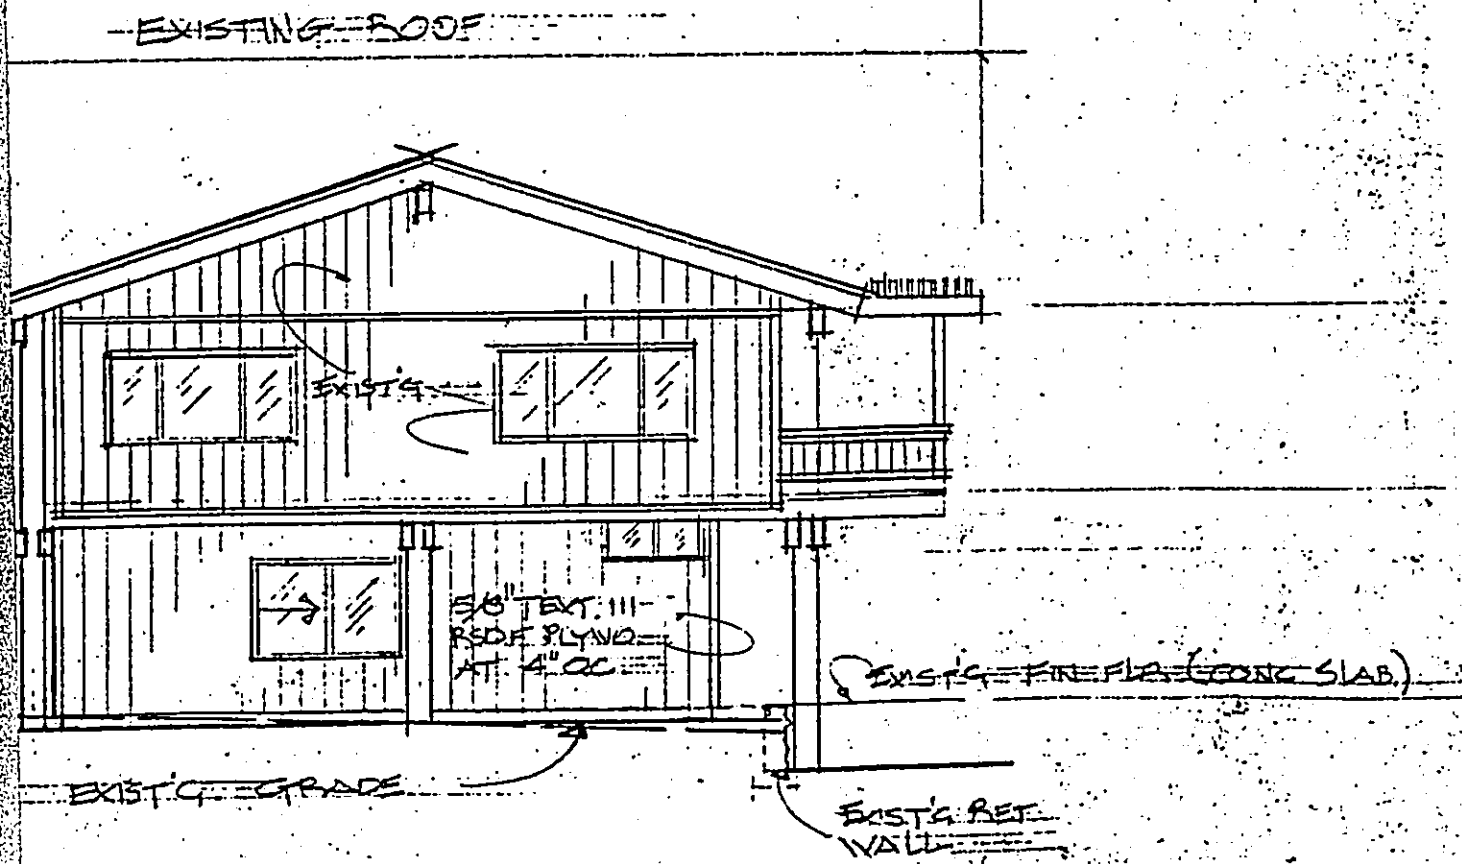 EXISTING ROOF
EXIST'G
5/8" TEXT. 111
RSDF PLYWD
AT 4" OC
EXIST'G FIN FLR (CONC SLAB)
EXIST'G GRADE
EXIST'G RET
WALL